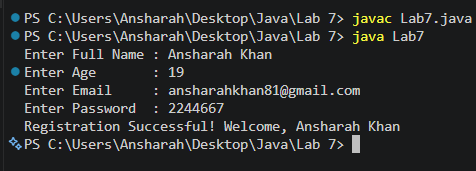 PS C:\Users\Ansharah\Desktop\Java\Lab 7> javac Lab7.java
PS C:\Users\Ansharah\Desktop\Java\Lab 7> java Lab7
Enter Full Name : Ansharah Khan
Enter Age       : 19
Enter Email     : ansharahkhan81@gmail.com
Enter Password  : 2244667
Registration Successful! Welcome, Ansharah Khan
PS C:\Users\Ansharah\Desktop\Java\Lab 7>